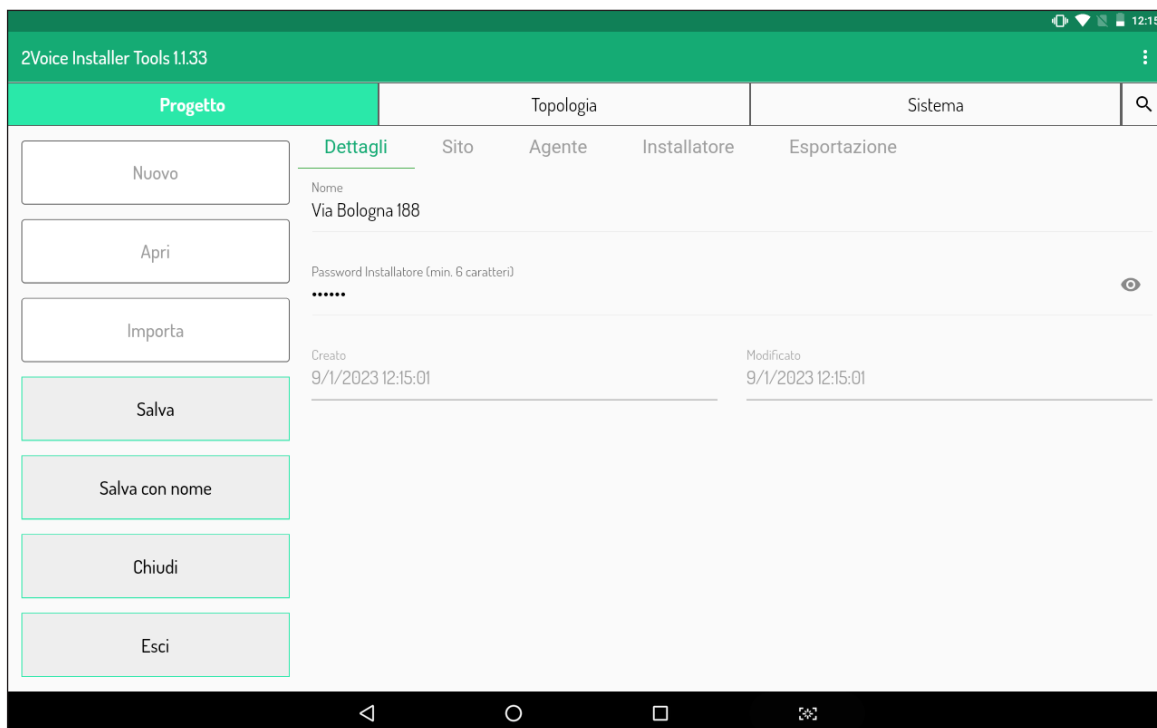 12:15
2Voice Installer Tools 1.1.33
Progetto
Topologia
Sistema
Dettagli
Sito
Agente
Installatore
Esportazione
Nuovo
Apri
Importa
Salva
Salva con nome
Chiudi
Esci
Nome
Via Bologna 188
Password Installatore (min. 6 caratteri)
••••••
Creato
9/1/2023 12:15:01
Modificato
9/1/2023 12:15:01